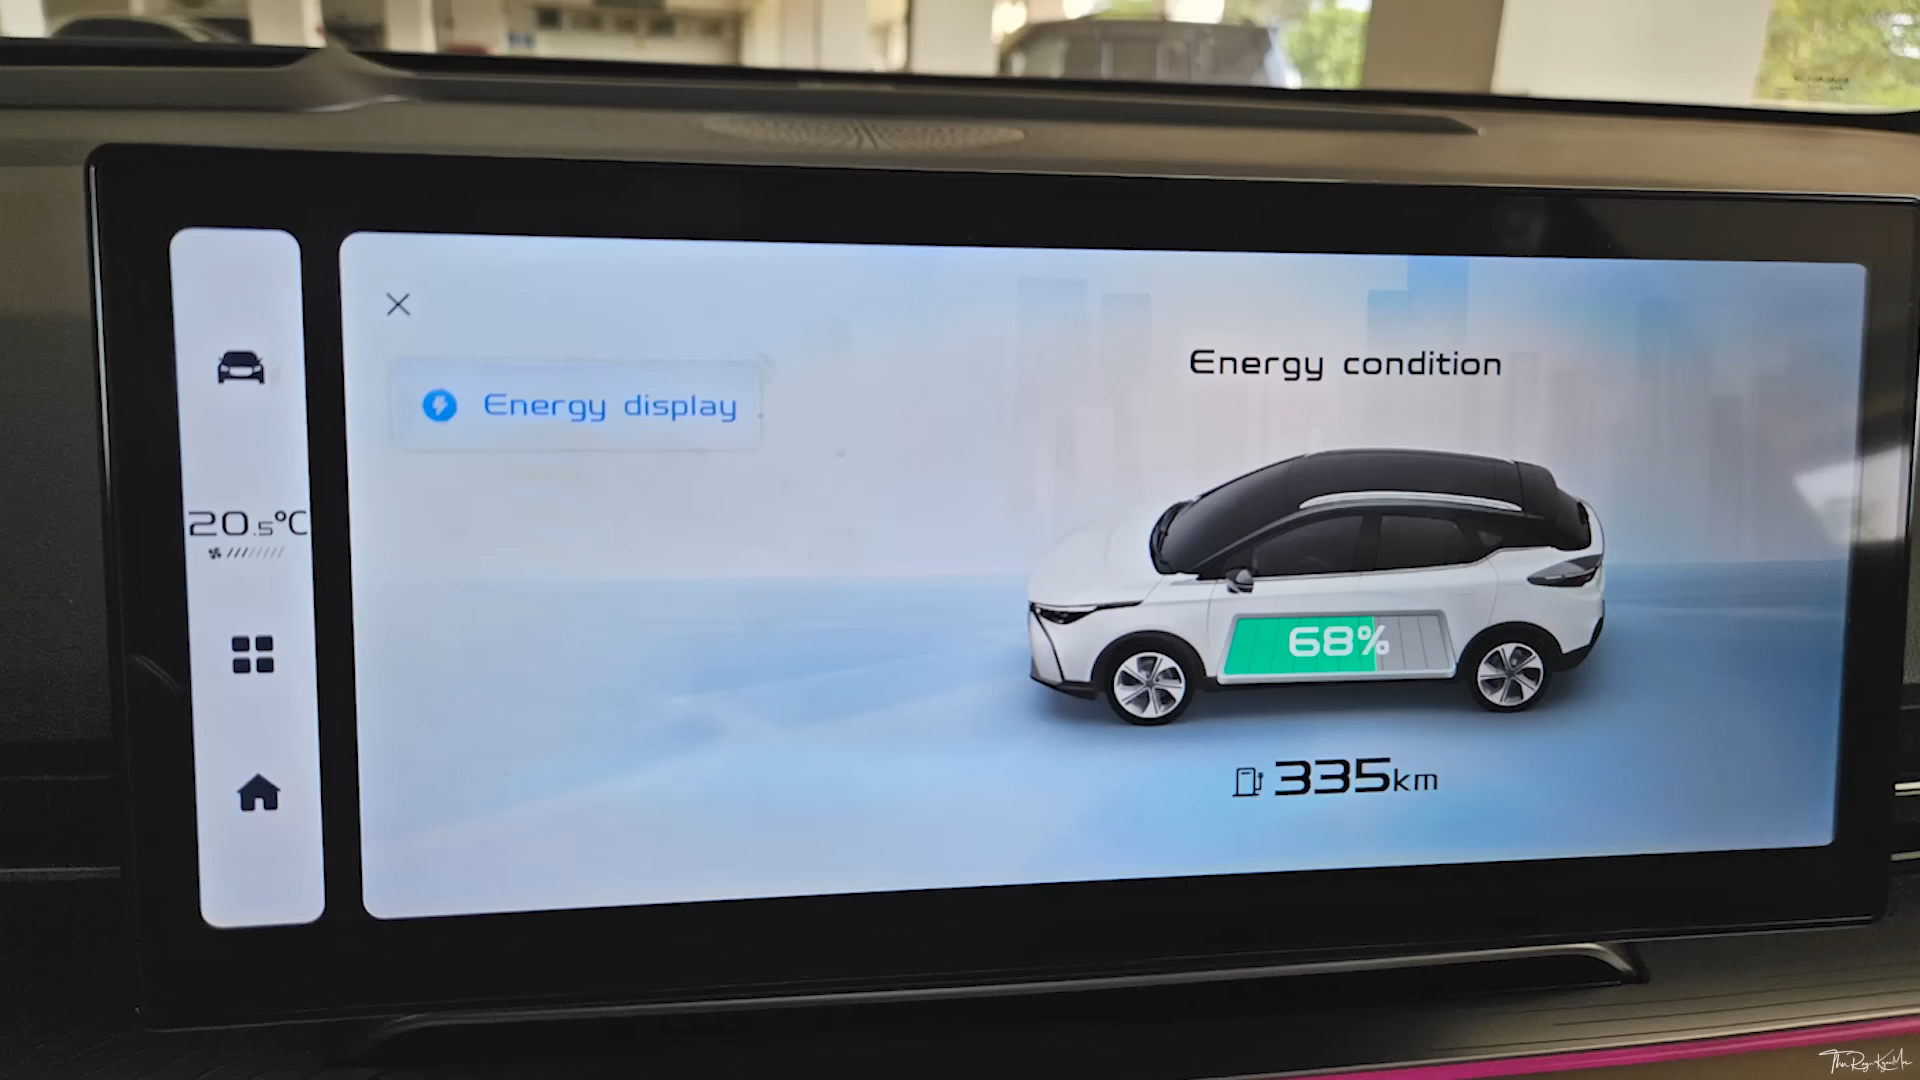 Energy display
20.5°C
Energy condition
68%
335km